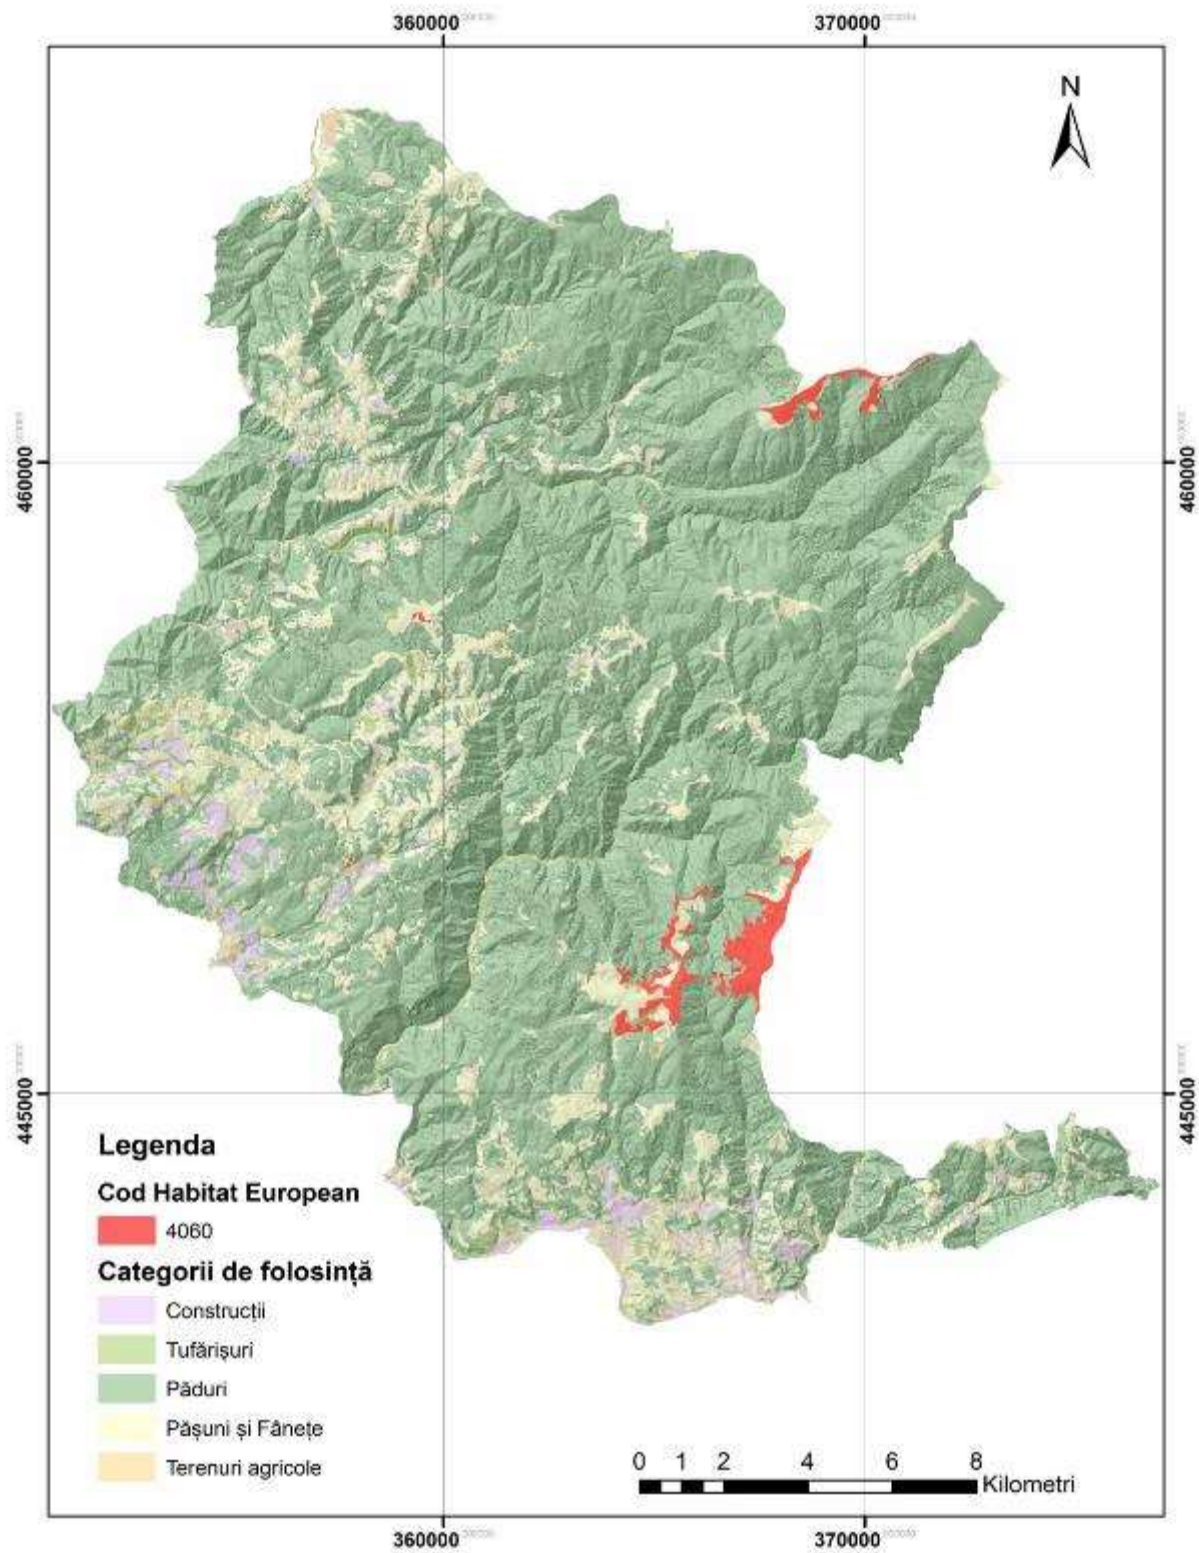 360000
370000
N
460000
460000
445000
445000
Legenda
Cod Habitat European
4060
Categorii de folosință
Construcții
Tufărișuri
Păduri
Pășuni și Fânețe
Terenuri agricole
0 1 2 4 6 8
Kilometri
360000
370000